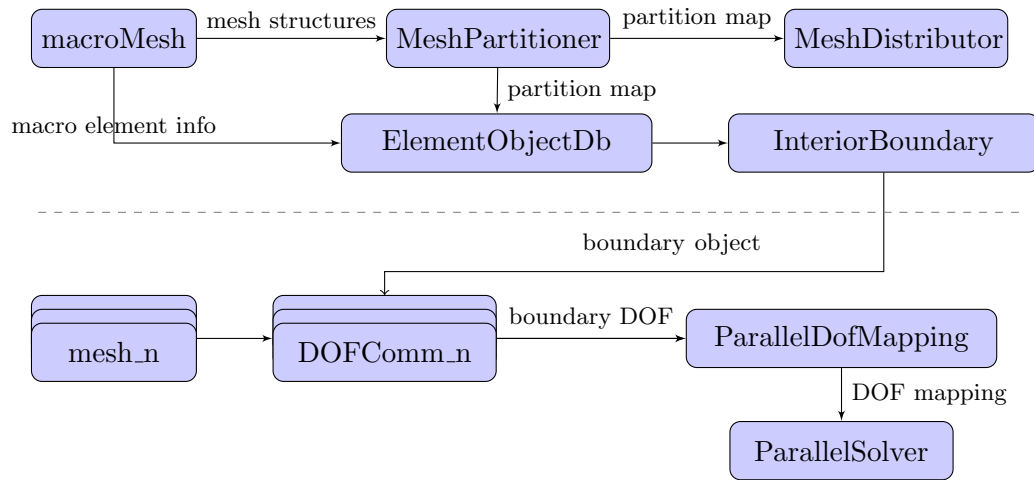 macroMesh
mesh structures
MeshPartitioner
partition map
MeshDistributor
partition map
macro element info
ElementObjectDb
InteriorBoundary
boundary object
mesh_n
DOFComm_n
boundary DOF
ParallelDofMapping
DOF mapping
ParallelSolver